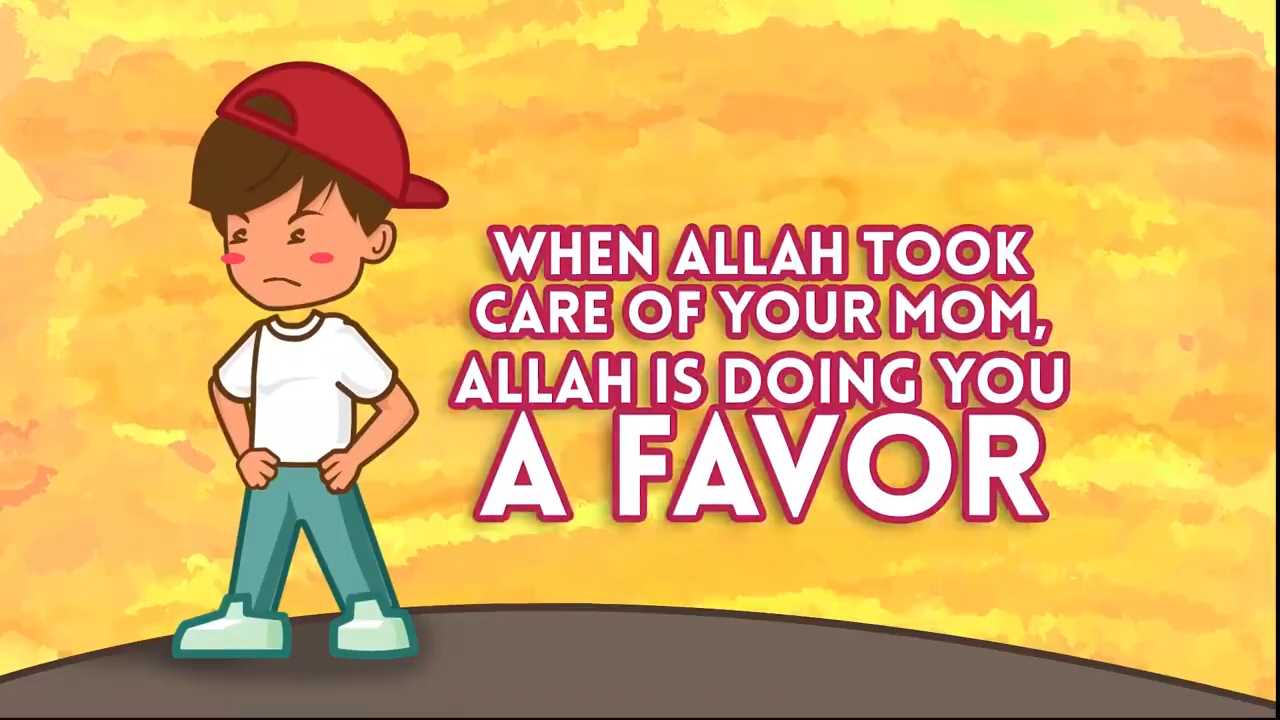 WHEN ALLAH TOOK
CARE OF YOUR MOM,
ALLAH IS DOING YOU
A FAVOR